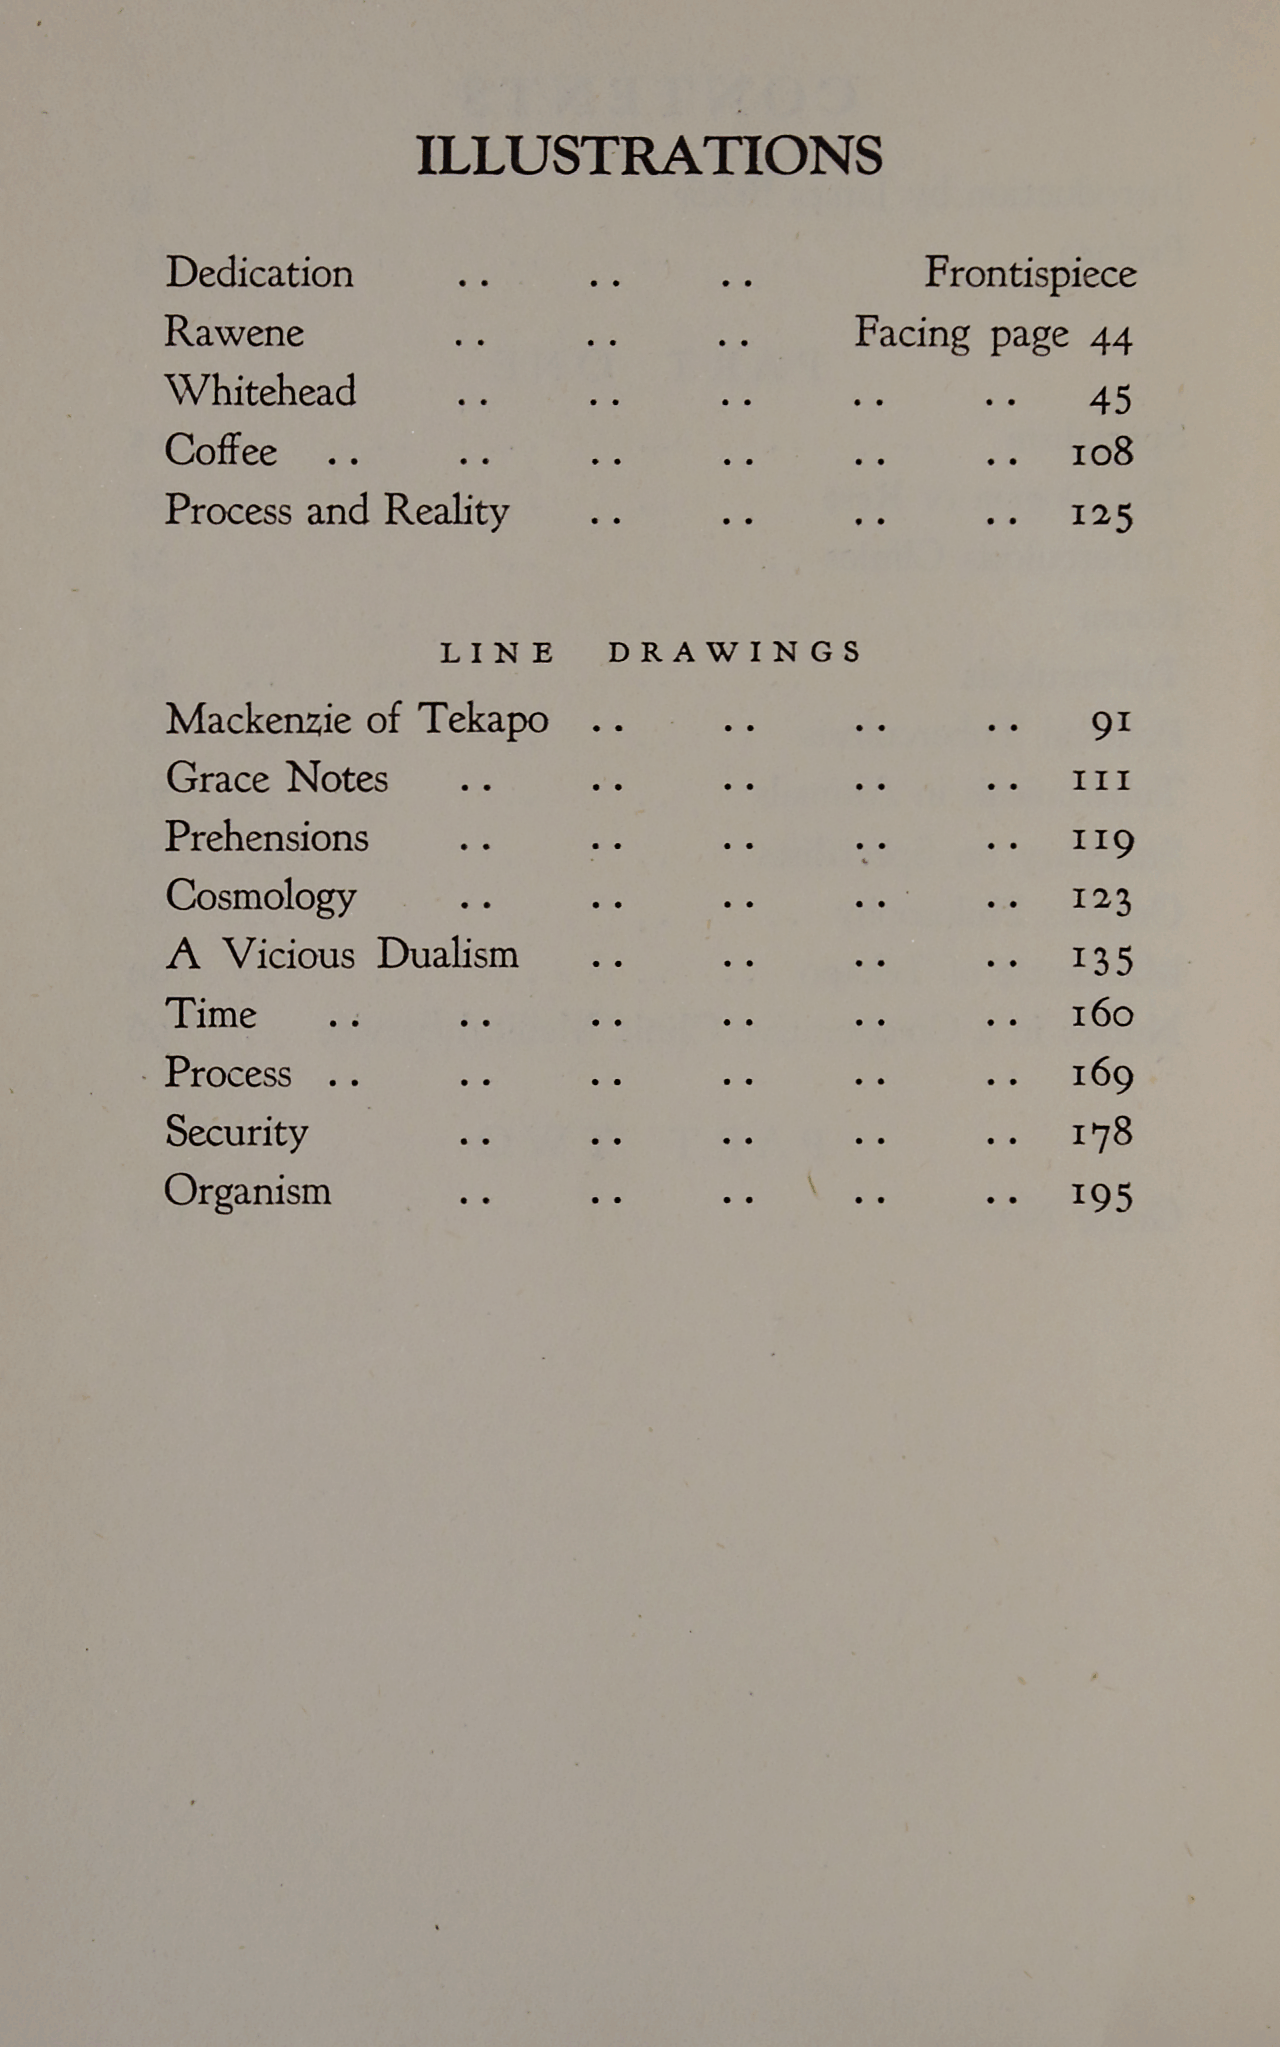 ILLUSTRATIONS
Dedication .. .. .. Frontispiece
Rawene .. .. .. Facing page 44
Whitehead .. .. .. .. .. 45
Coffee .. .. .. .. .. .. 108
Process and Reality .. .. .. .. 125
LINE DRAWINGS
Mackenzie of Tekapo .. .. .. .. 91
Grace Notes .. .. .. .. .. 111
Prehensions .. .. .. .. .. 119
Cosmology .. .. .. .. .. 123
A Vicious Dualism .. .. .. .. 135
Time .. .. .. .. .. .. 160
Process .. .. .. .. .. .. 169
Security .. .. .. .. .. 178
Organism .. .. .. .. .. 195